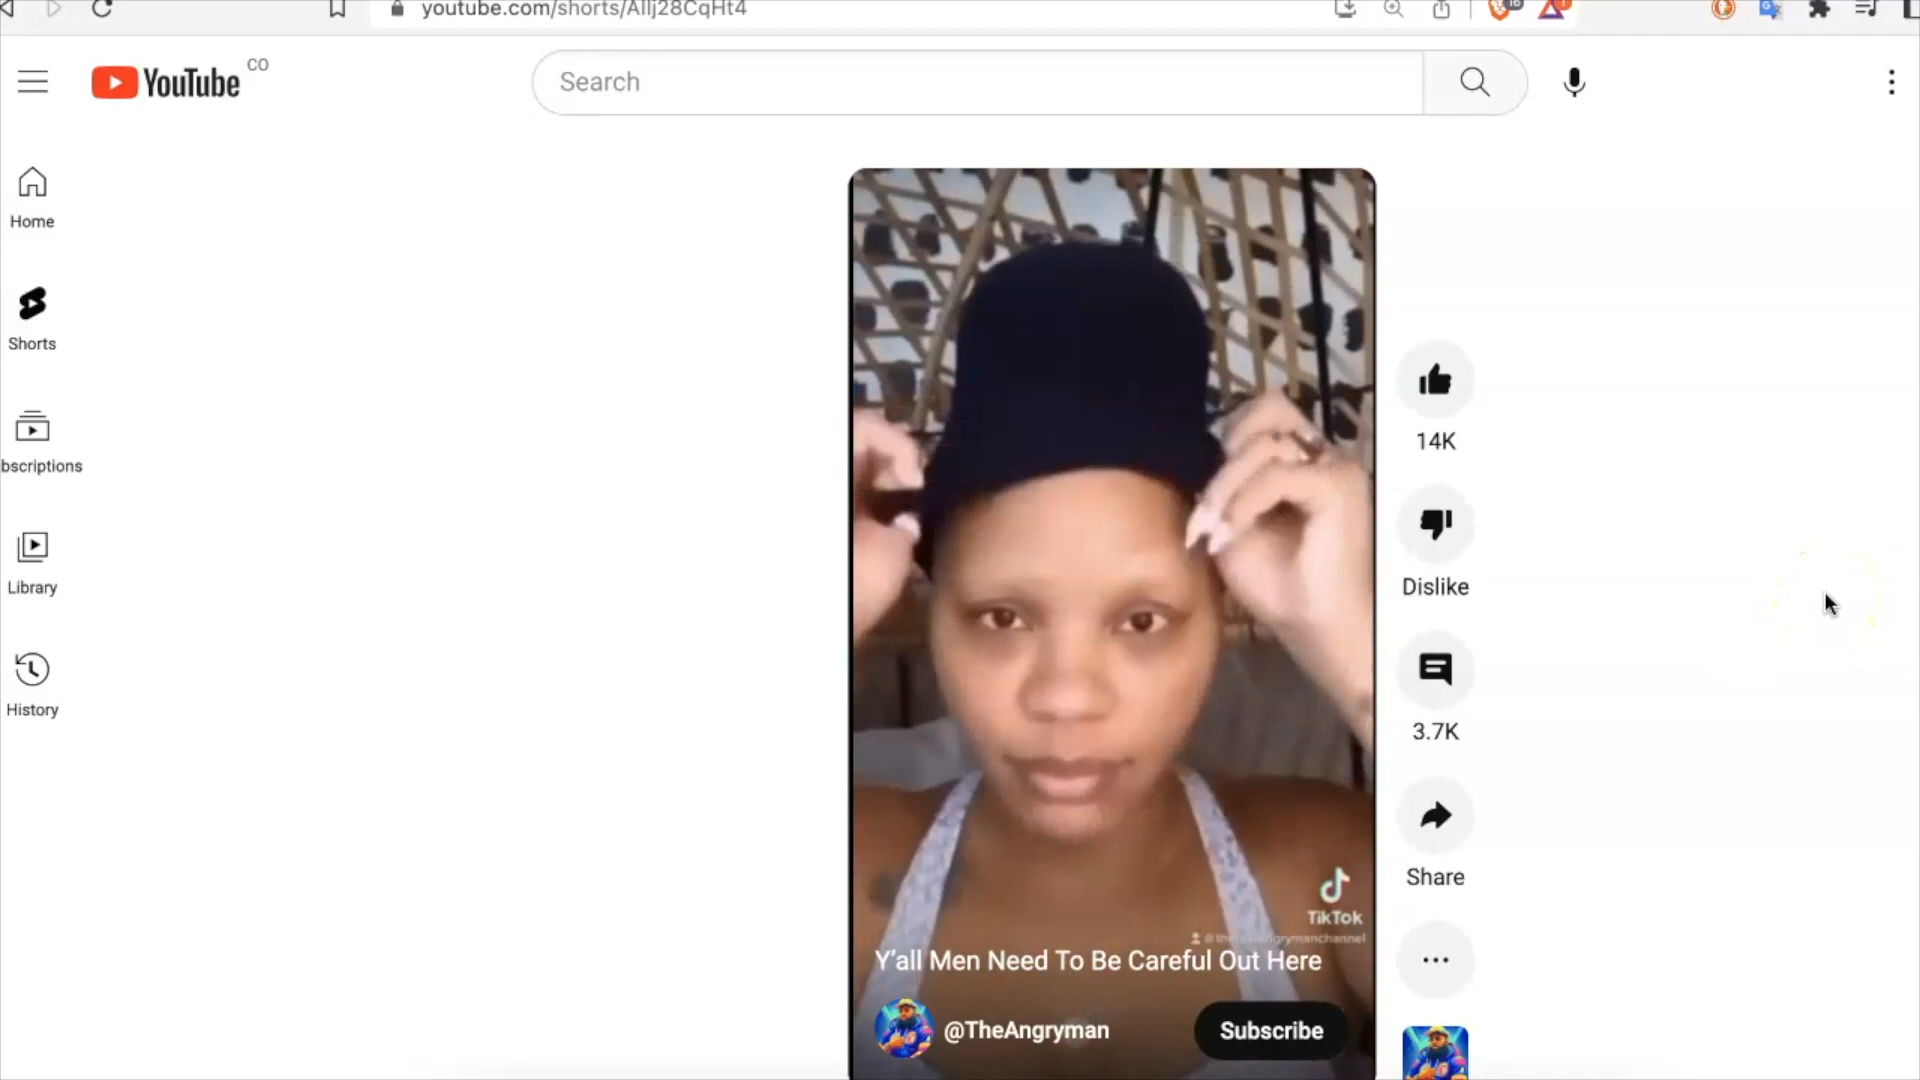 youtube.com/shorts/AIIj28CqHt4
YouTube CO
Search
Home
Shorts
bscriptions
Library
History
14K
Dislike
3.7K
Share
TikTok
Y'all Men Need To Be Careful Out Here
@TheAngryman
Subscribe